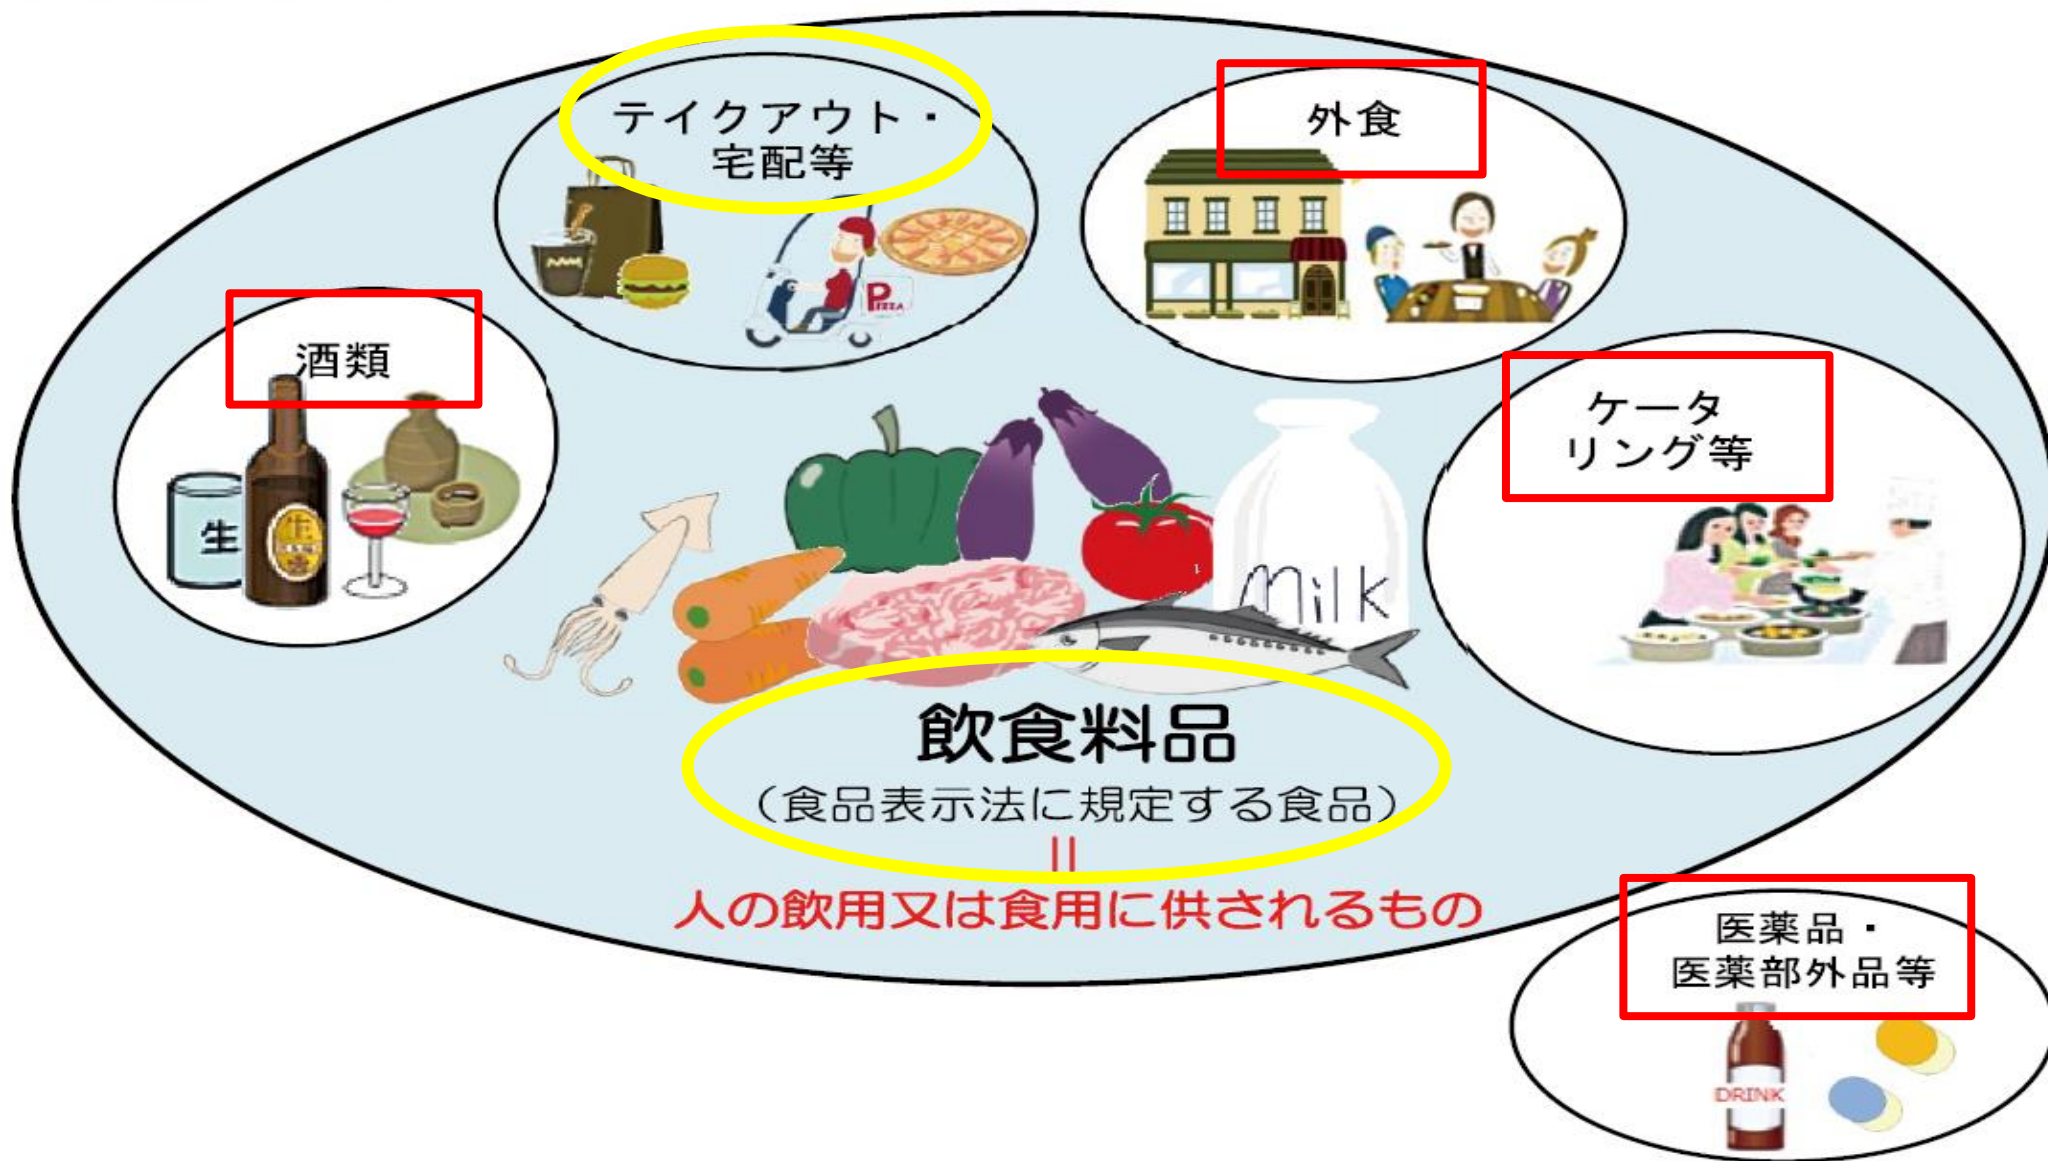 テイクアウト・
宅配等
外食
PIZZA
酒類
ケータ
リング等
生
生
Milk
飲食料品
（食品表示法に規定する食品）
=
人の飲用又は食用に供されるもの
医薬品・
医薬部外品等
DRINK